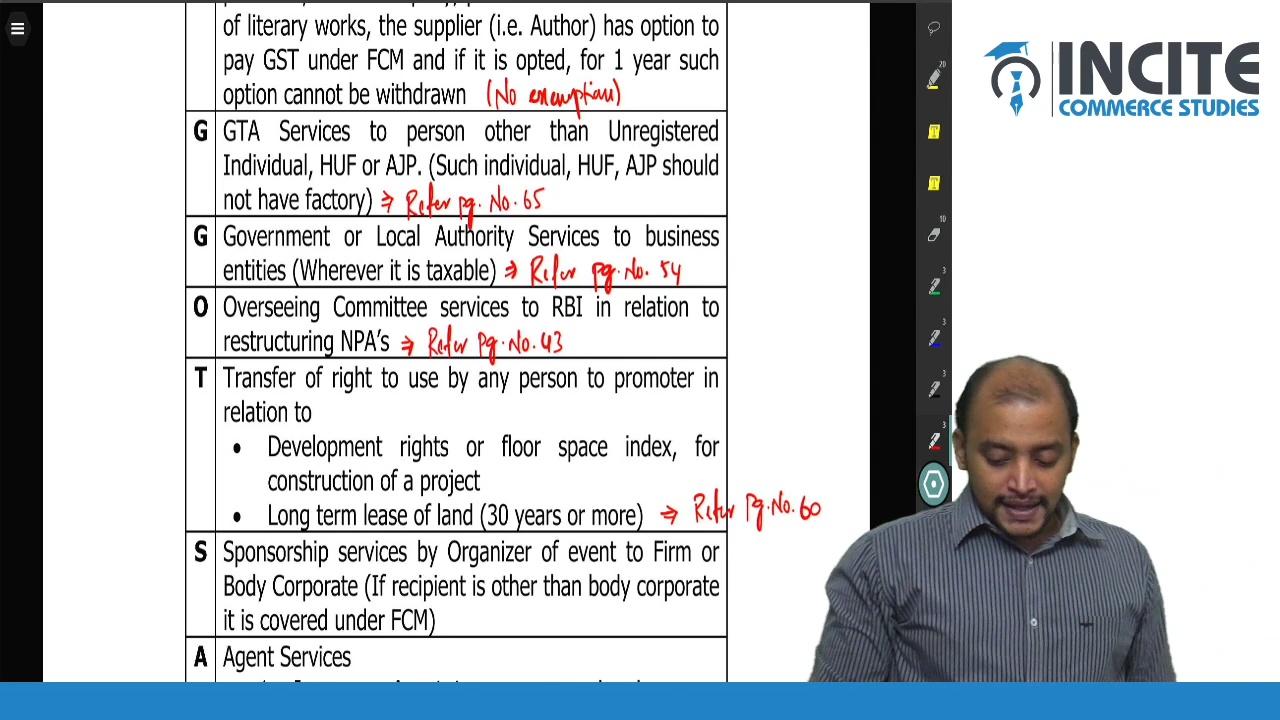 of literary works, the supplier (i.e. Author) has option to
pay GST under FCM and if it is opted, for 1 year such
option cannot be withdrawn (No exemption)
G GTA Services to person other than Unregistered
Individual, HUF or AJP. (Such individual, HUF, AJP should
not have factory) ⇒ Refer pg. No. 65
G Government or Local Authority Services to business
entities (Wherever it is taxable) ⇒ Refer pg. No. 54
O Overseeing Committee services to RBI in relation to
restructuring NPA's ⇒ Refer Pg. No. 43
T Transfer of right to use by any person to promoter in
relation to
• Development rights or floor space index, for
construction of a project
• Long term lease of land (30 years or more) ⇒ Refer Pg. No. 60
S Sponsorship services by Organizer of event to Firm or
Body Corporate (If recipient is other than body corporate
it is covered under FCM)
A Agent Services
INCITE
COMMERCE STUDIES
20
T
T
10
3
3
3
3